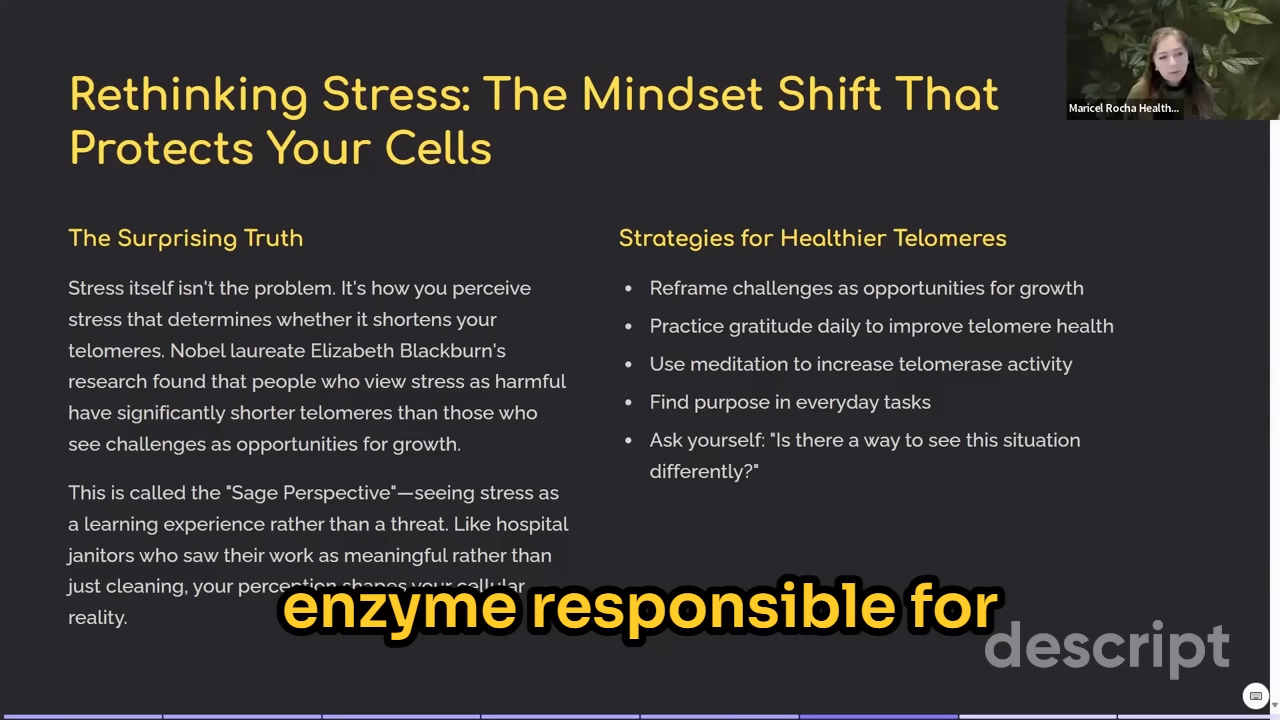 Rethinking Stress: The Mindset Shift That
Protects Your Cells
Maricel Rocha Health...
The Surprising Truth
Stress itself isn't the problem. It's how you perceive
stress that determines whether it shortens your
telomeres. Nobel laureate Elizabeth Blackburn's
research found that people who view stress as harmful
have significantly shorter telomeres than those who
see challenges as opportunities for growth.
This is called the "Sage Perspective"—seeing stress as
a learning experience rather than a threat. Like hospital
janitors who saw their work as meaningful rather than
just cleaning, your perception shapes your cellular
reality.
Strategies for Healthier Telomeres
• Reframe challenges as opportunities for growth
• Practice gratitude daily to improve telomere health
• Use meditation to increase telomerase activity
• Find purpose in everyday tasks
• Ask yourself: "Is there a way to see this situation
differently?"
enzyme responsible for
descript